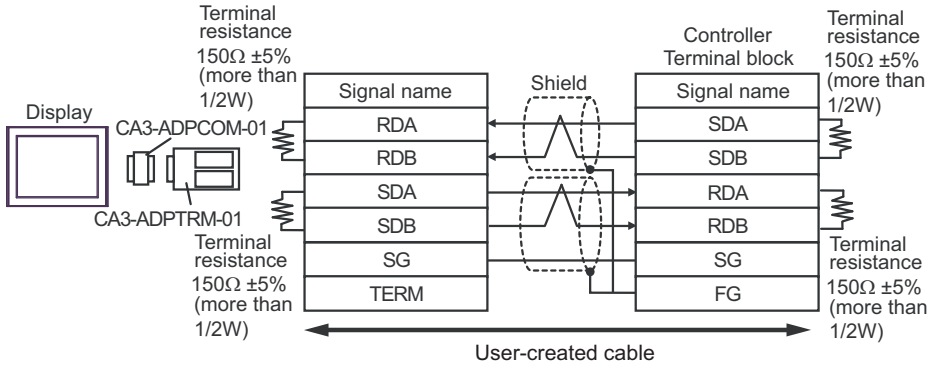 Terminal
resistance
150Ω ±5%
(more than
1/2W)
Terminal
resistance
150Ω ±5%
(more than
1/2W)
Controller
Terminal block
Display
CA3-ADPCOM-01
CA3-ADPTRM-01
Signal name
RDA
RDB
SDA
SDB
SG
TERM
Shield
Signal name
SDA
SDB
RDA
RDB
SG
FG
Terminal
resistance
150Ω ±5%
(more than
1/2W)
Terminal
resistance
150Ω ±5%
(more than
1/2W)
User-created cable